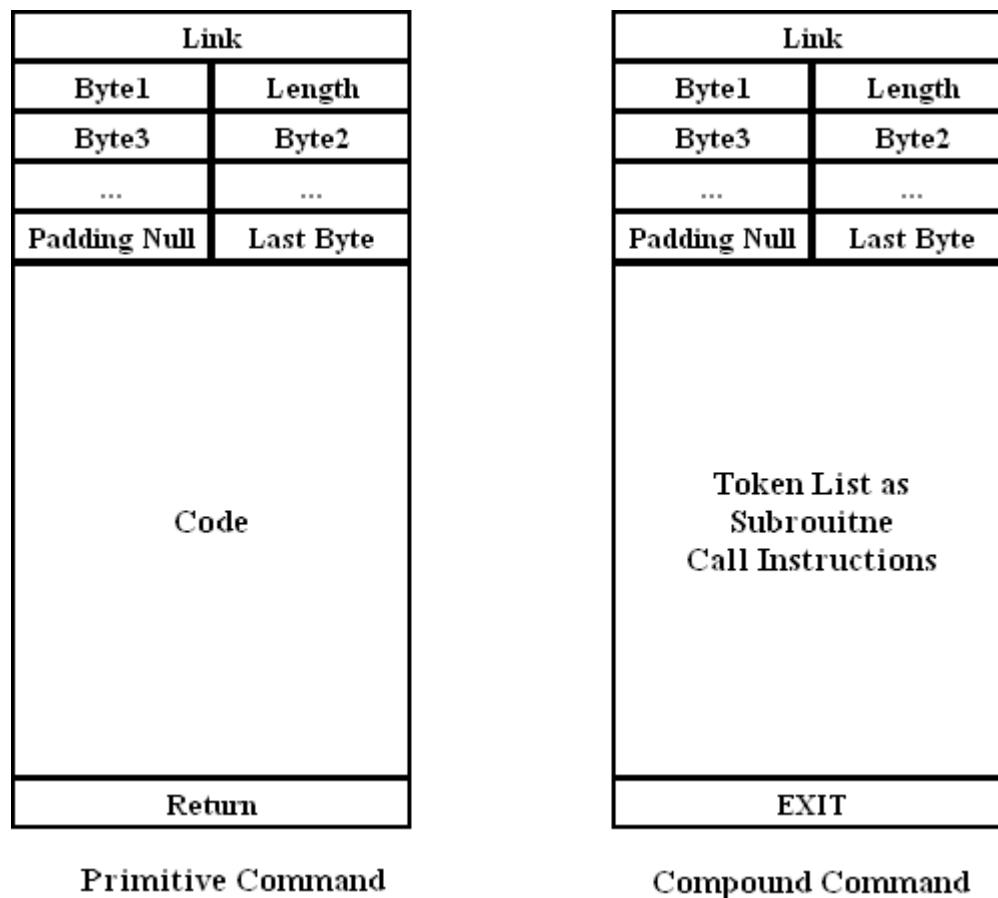 Link
Byte1 Length
Byte3 Byte2
... ...
Padding Null Last Byte
Code
Return
Primitive Command
Link
Byte1 Length
Byte3 Byte2
... ...
Padding Null Last Byte
Token List as
Subrouitne
Call Instructions
EXIT
Compound Command